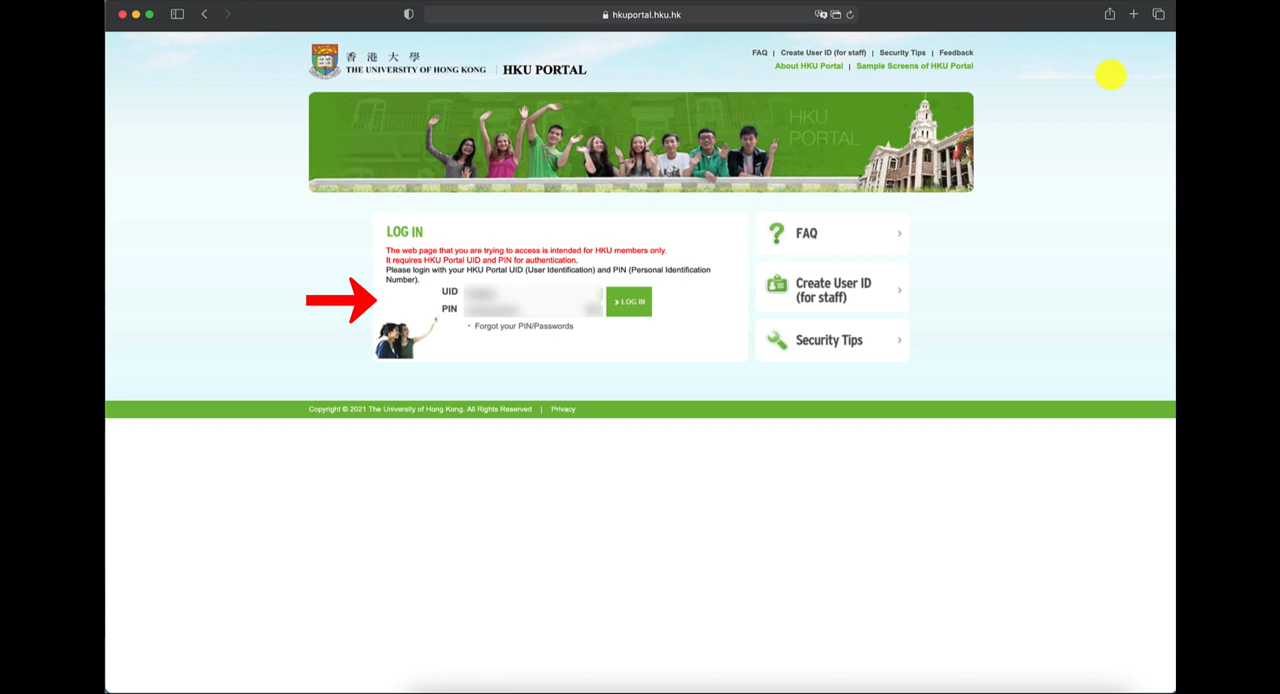 hkuportal.hku.hk
香港大學
THE UNIVERSITY OF HONG KONG | HKU PORTAL
FAQ | Create User ID (for staff) | Security Tips | Feedback
About HKU Portal | Sample Screens of HKU Portal
HKU
PORTAL
LOG IN
The web page that you are trying to access is intended for HKU members only.
It requires HKU Portal UID and PIN for authentication.
Please login with your HKU Portal UID (User Identification) and PIN (Personal Identification
Number).
UID
PIN
> LOG IN
· Forgot your PIN/Passwords
FAQ
Create User ID
(for staff)
Security Tips
Copyright © 2021 The University of Hong Kong. All Rights Reserved | Privacy